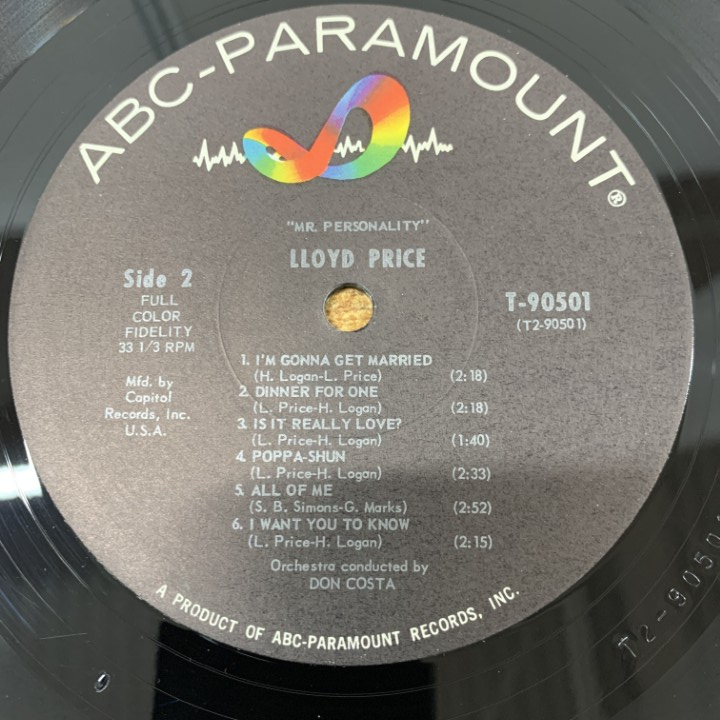 ABC-PARAMOUNT®
"MR. PERSONALITY"
LLOYD PRICE
Side 2
FULL
COLOR
FIDELITY
33 1/3 RPM
T-90501
(T2-90501)
Mfd. by
Capitol
Records, Inc.
U.S.A.
1. I'M GONNA GET MARRIED
(H. Logan-L. Price) (2:18)
2. DINNER FOR ONE
(L. Price-H. Logan) (2:18)
3. IS IT REALLY LOVE?
(L. Price-H. Logan) (1:40)
4. POPPA-SHUN
(L. Price-H. Logan) (2:33)
5. ALL OF ME
(S. B. Simons-G. Marks) (2:52)
6. I WANT YOU TO KNOW
(L. Price-H. Logan) (2:15)
Orchestra conducted by
DON COSTA
A PRODUCT OF ABC-PARAMOUNT RECORDS, INC.
T2-9050